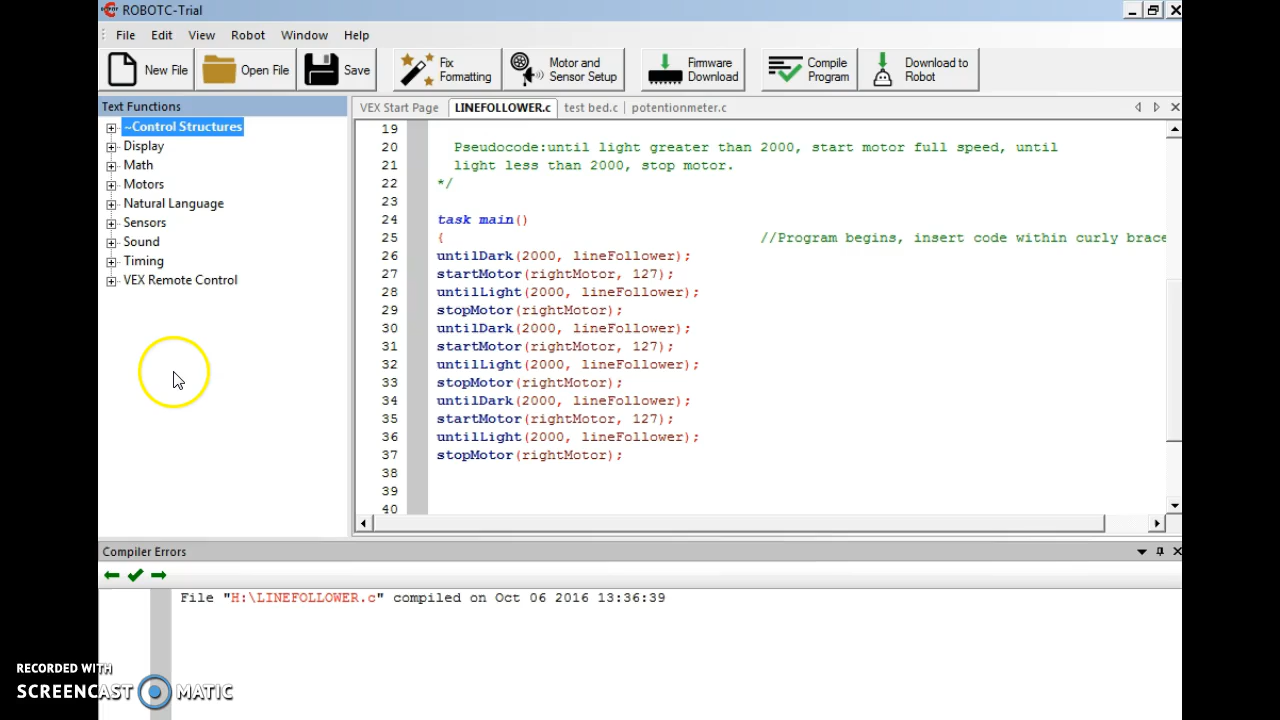 ROBOTC-Trial
File Edit View Robot Window Help
New File Open File Save Fix Formatting Motor and Sensor Setup Firmware Download Compile Program Download to Robot
Text Functions
~Control Structures
Display
Math
Motors
Natural Language
Sensors
Sound
Timing
VEX Remote Control
VEX Start Page LINEFOLLOWER.c test bed.c potentionmeter.c
19
20 Pseudocode:until light greater than 2000, start motor full speed, until
21 light less than 2000, stop motor.
22 */
23
24 task main()
25 { //Program begins, insert code within curly brace
26 untilDark(2000, lineFollower);
27 startMotor(rightMotor, 127);
28 untilLight(2000, lineFollower);
29 stopMotor(rightMotor);
30 untilDark(2000, lineFollower);
31 startMotor(rightMotor, 127);
32 untilLight(2000, lineFollower);
33 stopMotor(rightMotor);
34 untilDark(2000, lineFollower);
35 startMotor(rightMotor, 127);
36 untilLight(2000, lineFollower);
37 stopMotor(rightMotor);
38
39
40
Compiler Errors
File "H:\LINEFOLLOWER.c" compiled on Oct 06 2016 13:36:39
RECORDED WITH
SCREENCAST MATIC